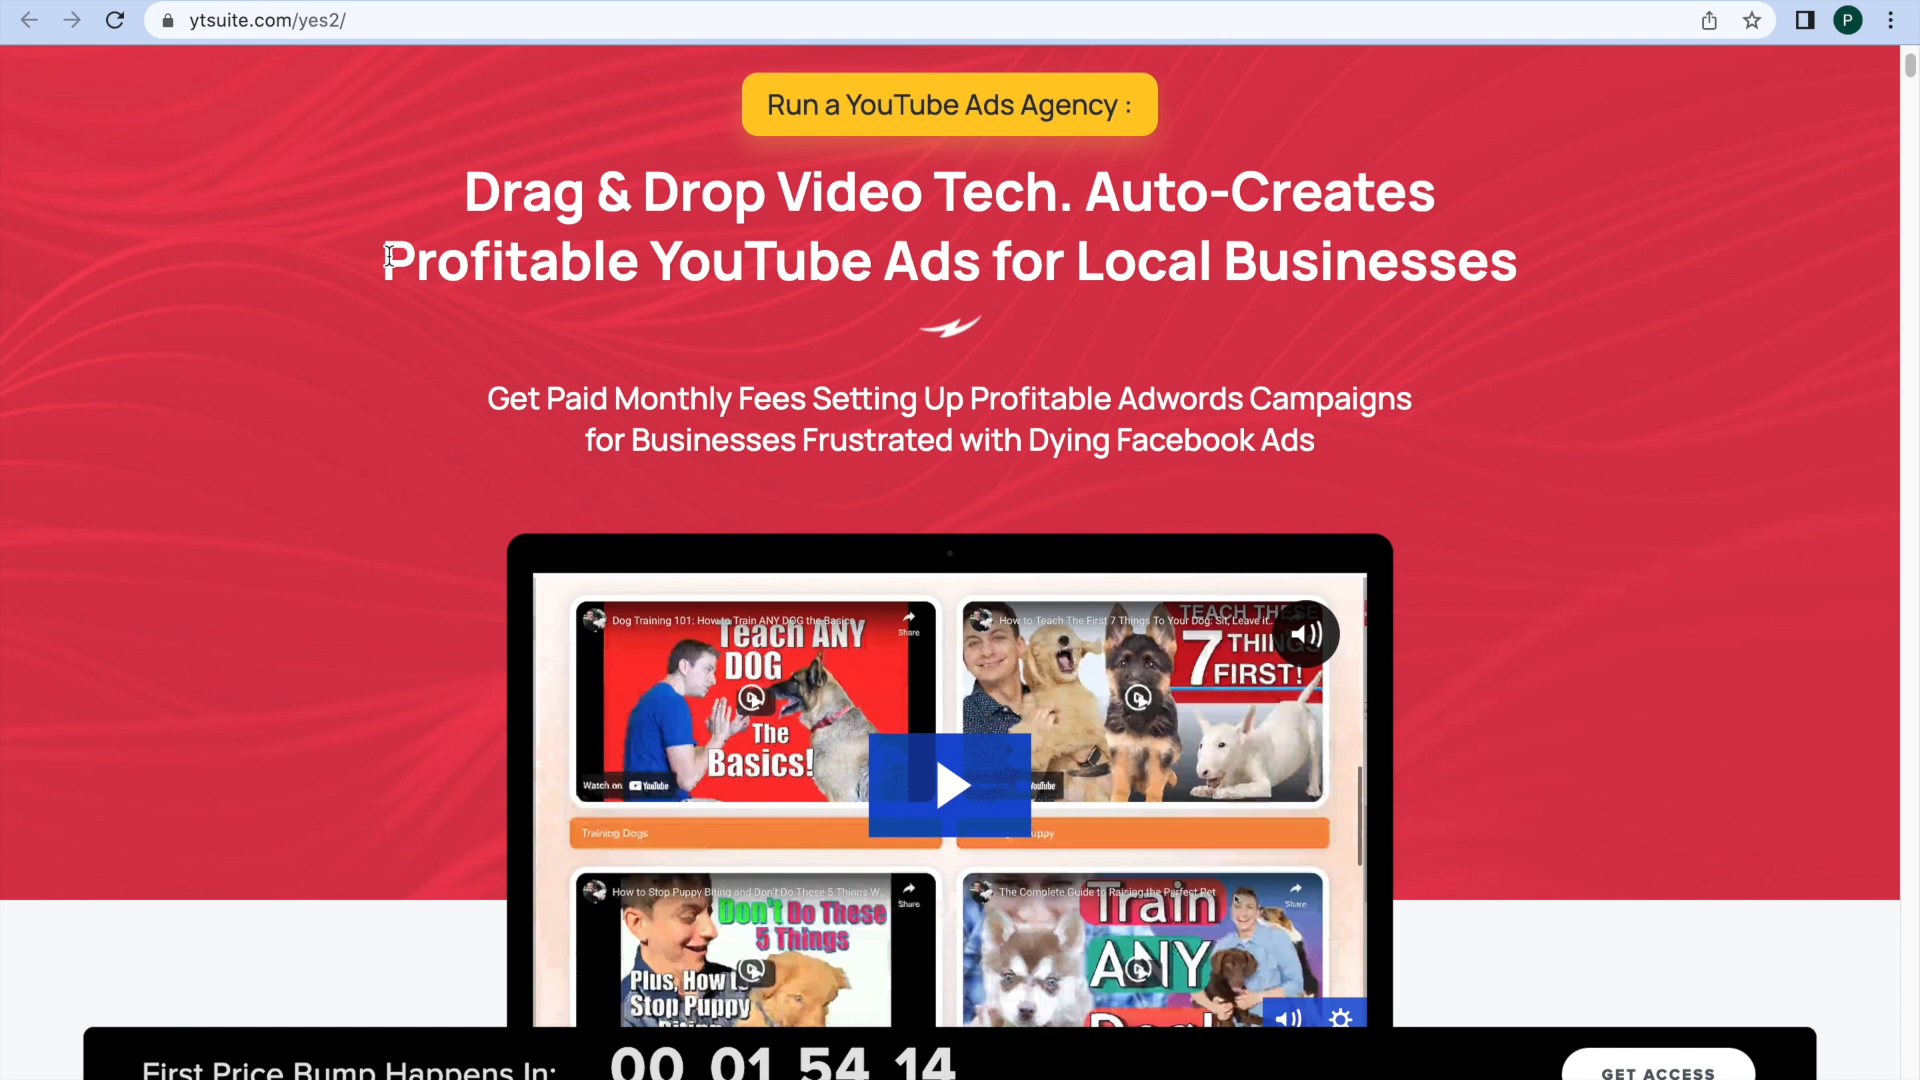 ytsuite.com/yes2/
P
Run a YouTube Ads Agency :
Drag & Drop Video Tech. Auto-Creates
Profitable YouTube Ads for Local Businesses
Get Paid Monthly Fees Setting Up Profitable Adwords Campaigns
for Businesses Frustrated with Dying Facebook Ads
Dog Training 101: How to Train ANY DOG the Basics
Share
Teach ANY
DOG
The
Basics!
Watch on YouTube
Training Dogs
How to Teach The First 7 Things To Your Dog: Sit, Leave it...
TEACH THESE
7 THINGS
FIRST!
YouTube
uppy
How to Stop Puppy Biting and Don't Do These 5 Things W...
Share
Don't Do These
5 Things
Plus, How to
Stop Puppy
The Complete Guide to Raising the Perfect Pet
Share
Train
ANY
First Price Bump Happens In:
00 01 54 14
GET ACCESS